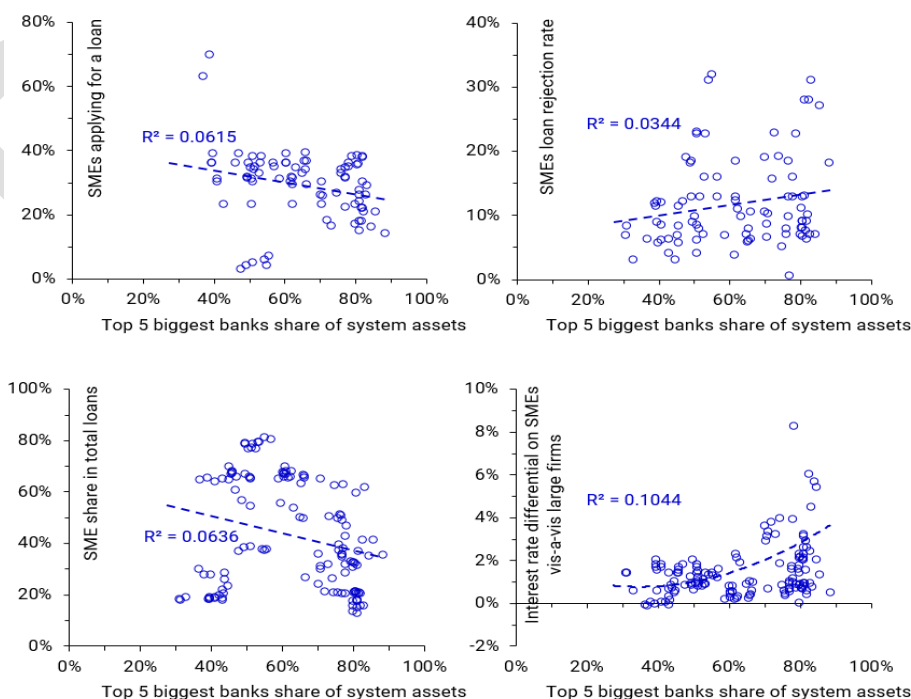 80%
60%
40%
20%
0%
SMEs applying for a loan
R² = 0.0615
0% 20% 40% 60% 80% 100%
Top 5 biggest banks share of system assets
40%
30%
20%
10%
0%
SMEs loan rejection rate
R² = 0.0344
0% 20% 40% 60% 80% 100%
Top 5 biggest banks share of system assets
100%
80%
60%
40%
20%
0%
SME share in total loans
R² = 0.0636
0% 20% 40% 60% 80% 100%
Top 5 biggest banks share of system assets
10%
8%
6%
4%
2%
0%
-2%
Interest rate differential on SMEs
vis-a-vis large firms
R² = 0.1044
0% 20% 40% 60% 80% 100%
Top 5 biggest banks share of system assets